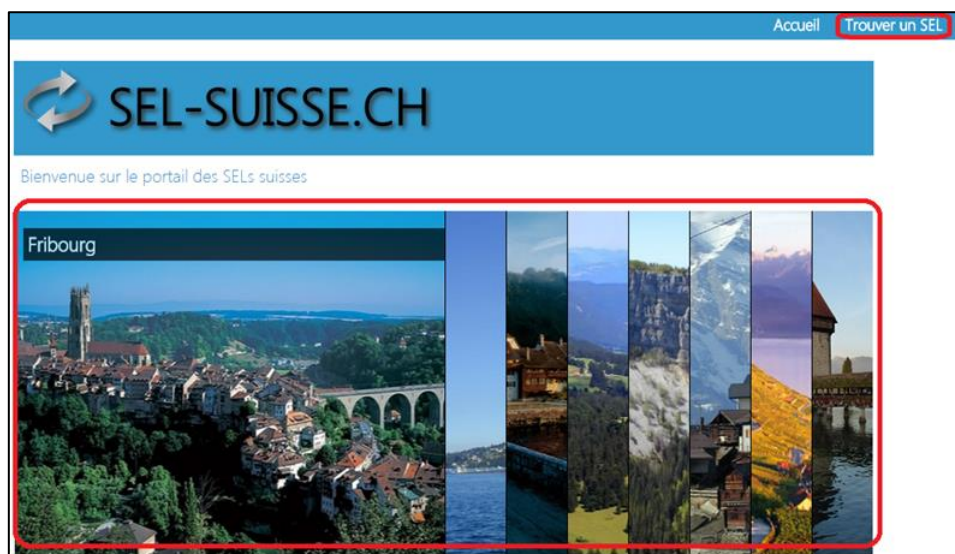 Accueil Trouver un SEL
SEL-SUISSE.CH
Bienvenue sur le portail des SELs suisses
Fribourg